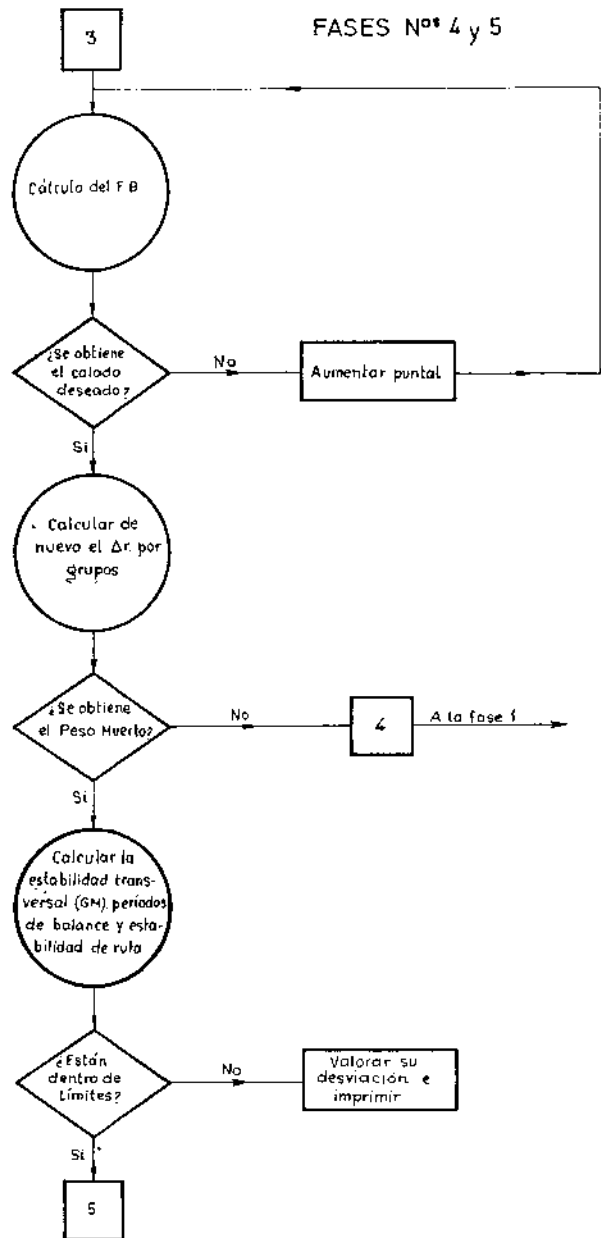 FASES Nos 4 y 5
3
Cálculo del F.B
¿Se obtiene
el calado
deseado?
No
Aumentar puntal
Si
Calcular de
nuevo el Δr. por
grupos
¿Se obtiene
el Peso Muerto?
No
4
A la fase 1
Si
Calcular la
estabilidad trans-
versal (GM), períodos
de balance y esta-
bilidad de ruta
¿Están
dentro de
Límites?
No
Valorar su
desviación e
imprimir
Si
5